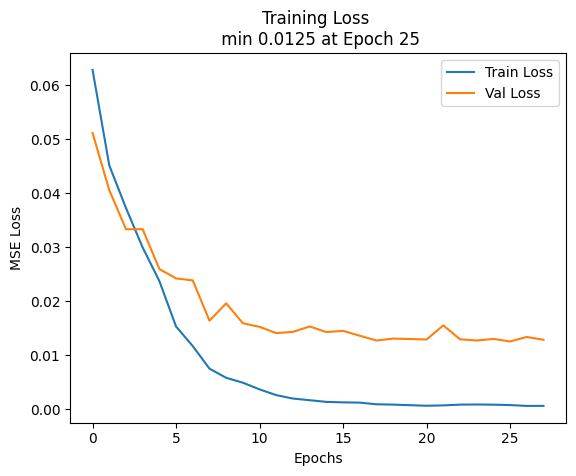 Training Loss
min 0.0125 at Epoch 25
Train Loss
Val Loss
MSE Loss
0.06
0.05
0.04
0.03
0.02
0.01
0.00
0 5 10 15 20 25
Epochs